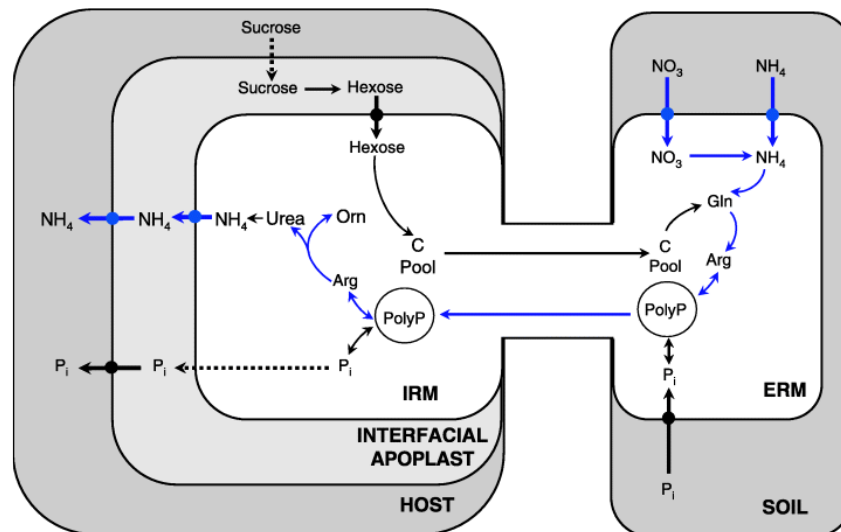 Sucrose
Sucrose
Hexose
Hexose
NO3
NH4
NO3
NH4
Gln
NH4
NH4
NH4
Urea
Orn
C
Pool
C
Pool
Arg
Arg
PolyP
PolyP
Pi
Pi
Pi
Pi
Pi
IRM
ERM
INTERFACIAL
APOPLAST
HOST
SOIL